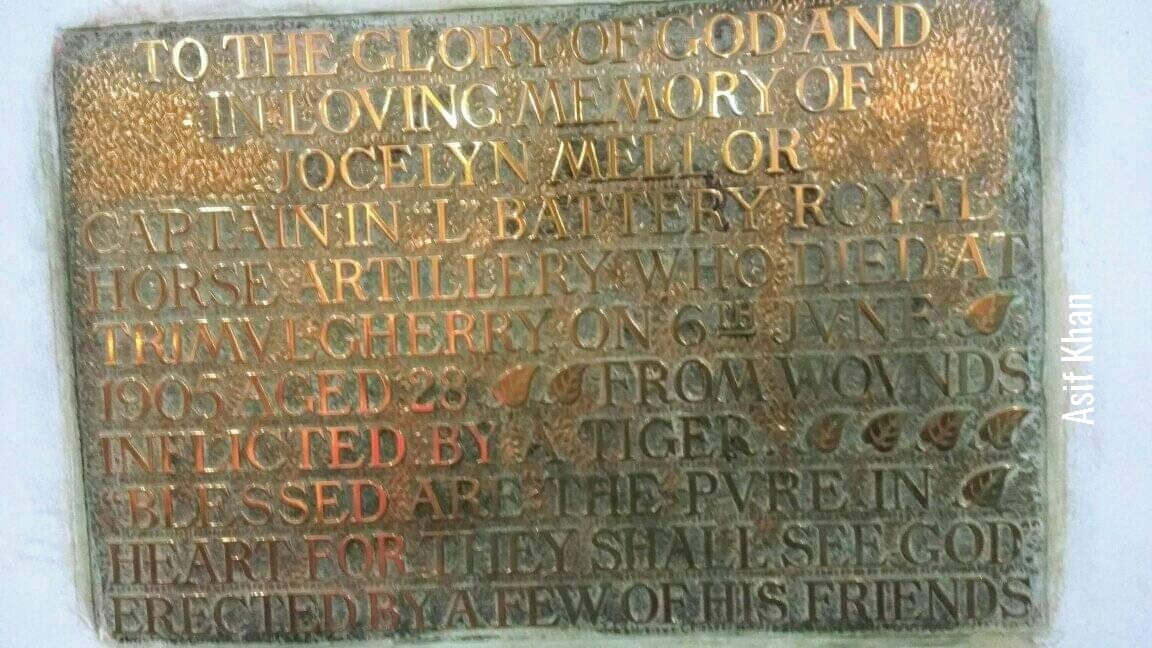 TO THE GLORY OF GOD AND
IN LOVING MEMORY OF
JOCELYN MELLOR
CAPTAIN IN "L" BATTERY ROYAL
HORSE ARTILLERY WHO DIED AT
TRIMVLGHERRY ON 6TH JVNE
1905 AGED 28 FROM WOVNDS
INFLICTED BY A TIGER
"BLESSED ARE THE PVRE IN
HEART FOR THEY SHALL SEE GOD"
ERECTED BY A FEW OF HIS FRIENDS
Asif Khan